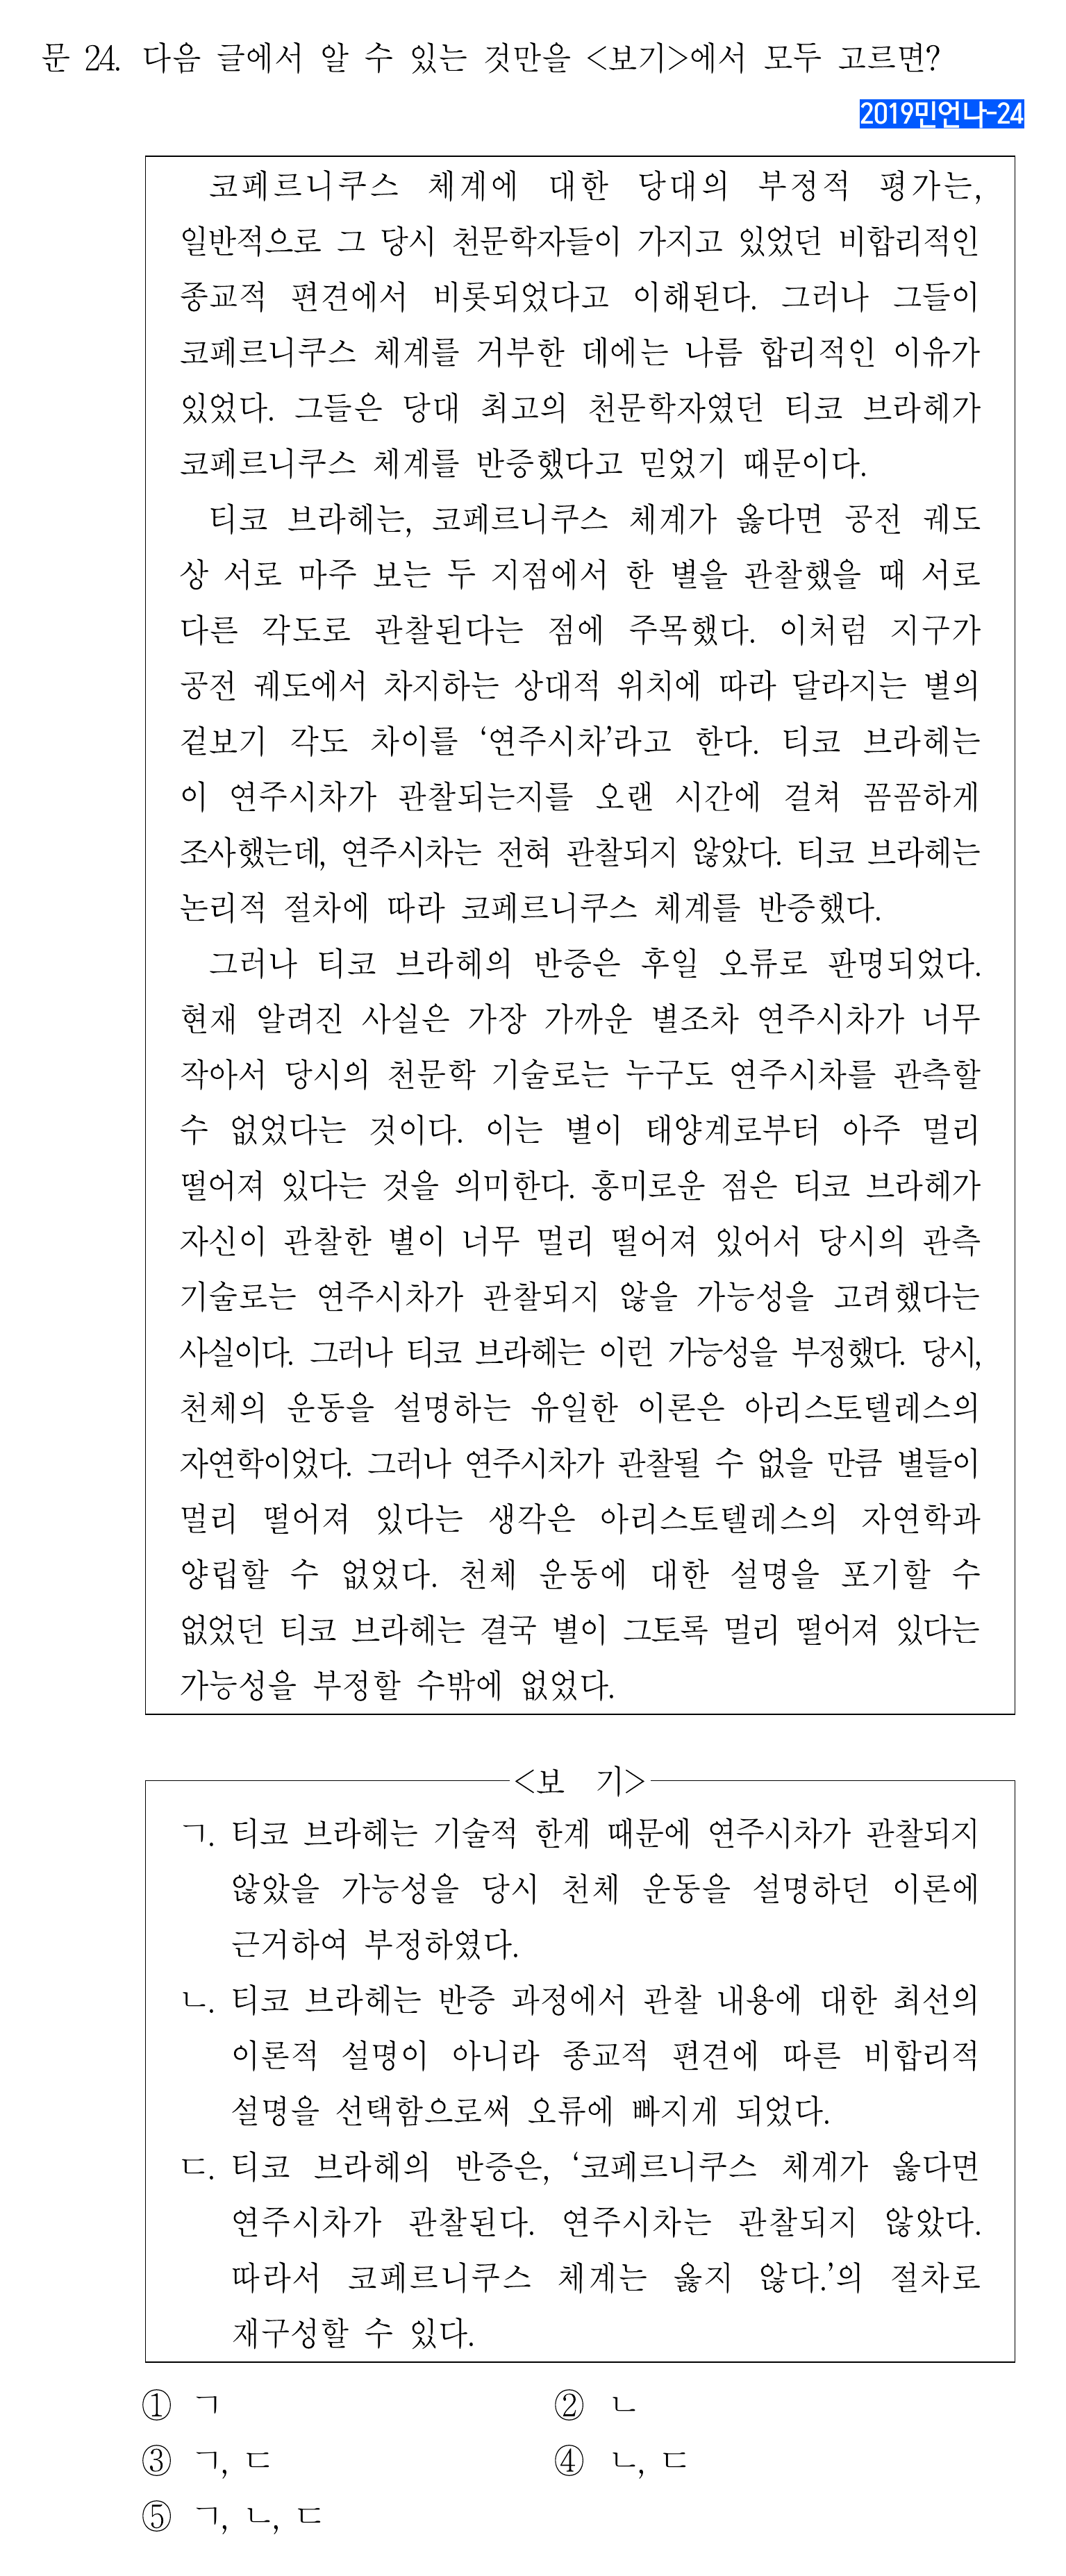 문 24. 다음 글에서 알 수 있는 것만을 <보기>에서 모두 고르면?
2019민언나-24
코페르니쿠스 체계에 대한 당대의 부정적 평가는,
일반적으로 그 당시 천문학자들이 가지고 있었던 비합리적인
종교적 편견에서 비롯되었다고 이해된다. 그러나 그들이
코페르니쿠스 체계를 거부한 데에는 나름 합리적인 이유가
있었다. 그들은 당대 최고의 천문학자였던 티코 브라헤가
코페르니쿠스 체계를 반증했다고 믿었기 때문이다.
티코 브라헤는, 코페르니쿠스 체계가 옳다면 공전 궤도
상 서로 마주 보는 두 지점에서 한 별을 관찰했을 때 서로
다른 각도로 관찰된다는 점에 주목했다. 이처럼 지구가
공전 궤도에서 차지하는 상대적 위치에 따라 달라지는 별의
겉보기 각도 차이를 ‘연주시차’라고 한다. 티코 브라헤는
이 연주시차가 관찰되는지를 오랜 시간에 걸쳐 꼼꼼하게
조사했는데, 연주시차는 전혀 관찰되지 않았다. 티코 브라헤는
논리적 절차에 따라 코페르니쿠스 체계를 반증했다.
그러나 티코 브라헤의 반증은 후일 오류로 판명되었다.
현재 알려진 사실은 가장 가까운 별조차 연주시차가 너무
작아서 당시의 천문학 기술로는 누구도 연주시차를 관측할
수 없었다는 것이다. 이는 별이 태양계로부터 아주 멀리
떨어져 있다는 것을 의미한다. 흥미로운 점은 티코 브라헤가
자신이 관찰한 별이 너무 멀리 떨어져 있어서 당시의 관측
기술로는 연주시차가 관찰되지 않을 가능성을 고려했다는
사실이다. 그러나 티코 브라헤는 이런 가능성을 부정했다. 당시,
천체의 운동을 설명하는 유일한 이론은 아리스토텔레스의
자연학이었다. 그러나 연주시차가 관찰될 수 없을 만큼 별들이
멀리 떨어져 있다는 생각은 아리스토텔레스의 자연학과
양립할 수 없었다. 천체 운동에 대한 설명을 포기할 수
없었던 티코 브라헤는 결국 별이 그토록 멀리 떨어져 있다는
가능성을 부정할 수밖에 없었다.
<보 기>
ㄱ. 티코 브라헤는 기술적 한계 때문에 연주시차가 관찰되지
않았을 가능성을 당시 천체 운동을 설명하던 이론에
근거하여 부정하였다.
ㄴ. 티코 브라헤는 반증 과정에서 관찰 내용에 대한 최선의
이론적 설명이 아니라 종교적 편견에 따른 비합리적
설명을 선택함으로써 오류에 빠지게 되었다.
ㄷ. 티코 브라헤의 반증은, ‘코페르니쿠스 체계가 옳다면
연주시차가 관찰된다. 연주시차는 관찰되지 않았다.
따라서 코페르니쿠스 체계는 옳지 않다.’의 절차로
재구성할 수 있다.
① ㄱ ② ㄴ
③ ㄱ, ㄷ ④ ㄴ, ㄷ
⑤ ㄱ, ㄴ, ㄷ